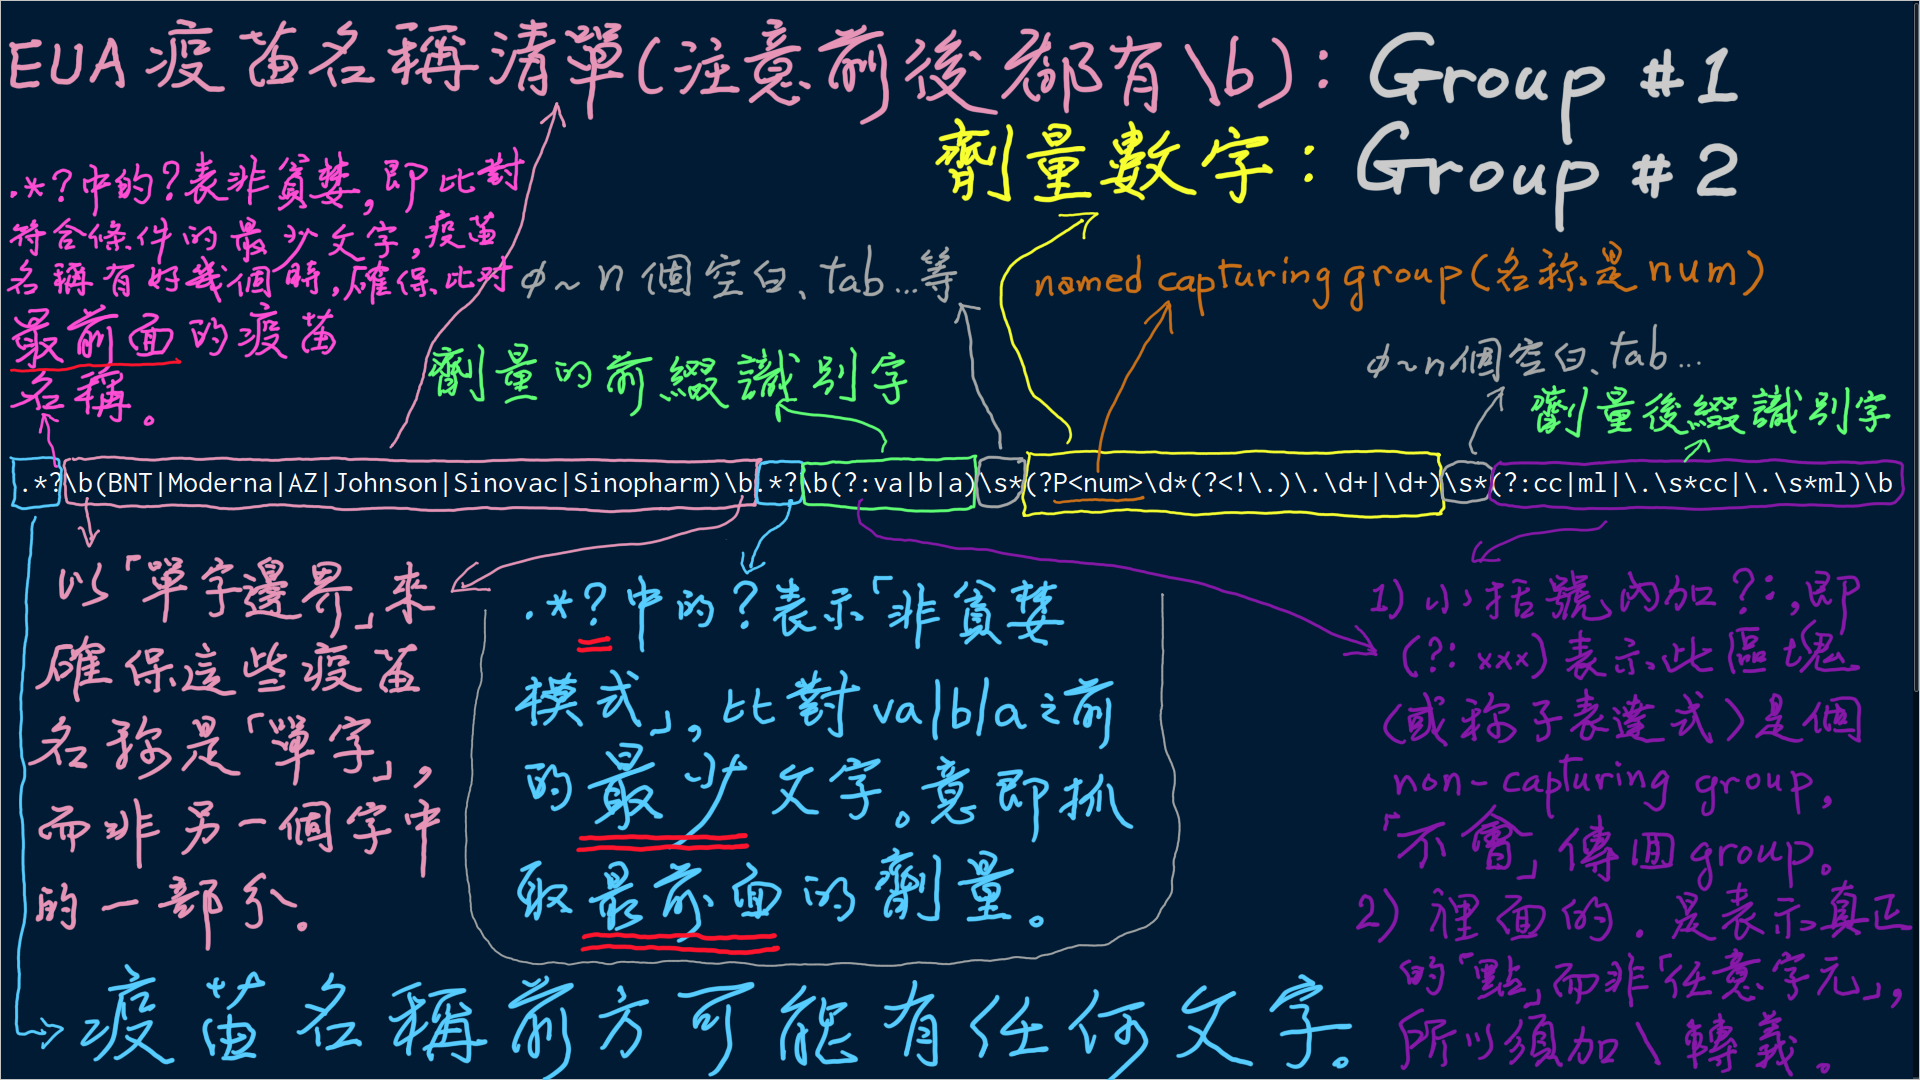 EUA疫苗名稱清單(注意前後都有\b): Group #1
劑量數字: Group #2
.*?中的?表非貪婪,即比對
符合條件的最少文字,疫苗
名稱有好幾個時,確保比对
最前面的疫苗
名稱。
φ~n個空白、tab...等
named capturing group(名称是num)
劑量的前綴識別字
φ~n個空白、tab...
劑量後綴識別字
.*?\b(BNT|Moderna|AZ|Johnson|Sinovac|Sinopharm)\b.*?\b(?:va|b|a)\s*(?P<num>\d*(?<!\.)\.\d+|\d+)\s*(?:cc|ml|\.\s*cc|\.\s*ml)\b
以「單字邊界」來
確保這些疫苗
名称是「單字」,
而非另一個字中
的一部分.
.*?中的?表示「非貪婪
模式」,比對va|b|a之前
的最少文字。意即抓
取最前面的劑量。
1)小括號內加?:,即
(?:xxx)表示此區塊
(或称子表達式)是個
non-capturing group,
「不會」傳回group。
2)裡面的.是表示真正
的「點」而非「任意字元」,
所以須加\轉義。
疫苗名稱前方可能有任何文字。